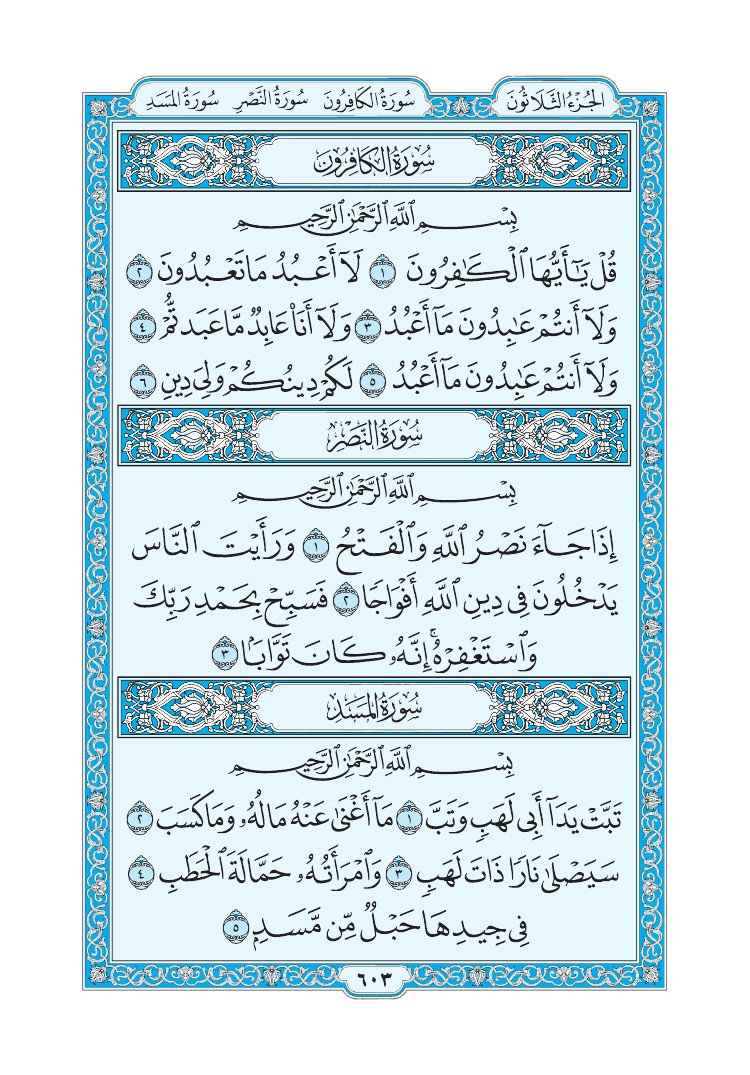 الجُزْءُ الثَّلَاثُونَ سُورَةُ الكَافِرُونَ سُورَةُ النَّصْرِ سُورَةُ المَسَدِ
سُورَةُ الكَافِرُونَ
بِسْمِ ٱللَّهِ ٱلرَّحْمَٰنِ ٱلرَّحِيمِ
قُلْ يَٰٓأَيُّهَا ٱلْكَٰفِرُونَ ١ لَآ أَعْبُدُ مَا تَعْبُدُونَ ٢
وَلَآ أَنتُمْ عَٰبِدُونَ مَآ أَعْبُدُ ٣ وَلَآ أَنَا۠ عَابِدٌ مَّا عَبَدتُّمْ ٤
وَلَآ أَنتُمْ عَٰبِدُونَ مَآ أَعْبُدُ ٥ لَكُمْ دِينُكُمْ وَلِىَ دِينِ ٦
سُورَةُ النَّصْرِ
بِسْمِ ٱللَّهِ ٱلرَّحْمَٰنِ ٱلرَّحِيمِ
إِذَا جَآءَ نَصْرُ ٱللَّهِ وَٱلْفَتْحُ ١ وَرَأَيْتَ ٱلنَّاسَ
يَدْخُلُونَ فِى دِينِ ٱللَّهِ أَفْوَاجًا ٢ فَسَبِّحْ بِحَمْدِ رَبِّكَ
وَٱسْتَغْفِرْهُ ۚ إِنَّهُۥ كَانَ تَوَّابًۢا ٣
سُورَةُ المَسَدِ
بِسْمِ ٱللَّهِ ٱلرَّحْمَٰنِ ٱلرَّحِيمِ
تَبَّتْ يَدَآ أَبِى لَهَبٍ وَتَبَّ ١ مَآ أَغْنَىٰ عَنْهُ مَالُهُۥ وَمَا كَسَبَ ٢
سَيَصْلَىٰ نَارًا ذَاتَ لَهَبٍ ٣ وَٱمْرَأَتُهُۥ حَمَّالَةَ ٱلْحَطَبِ ٤
فِى جِيدِهَا حَبْلٌ مِّن مَّسَدٍۭ ٥
٦٠٣